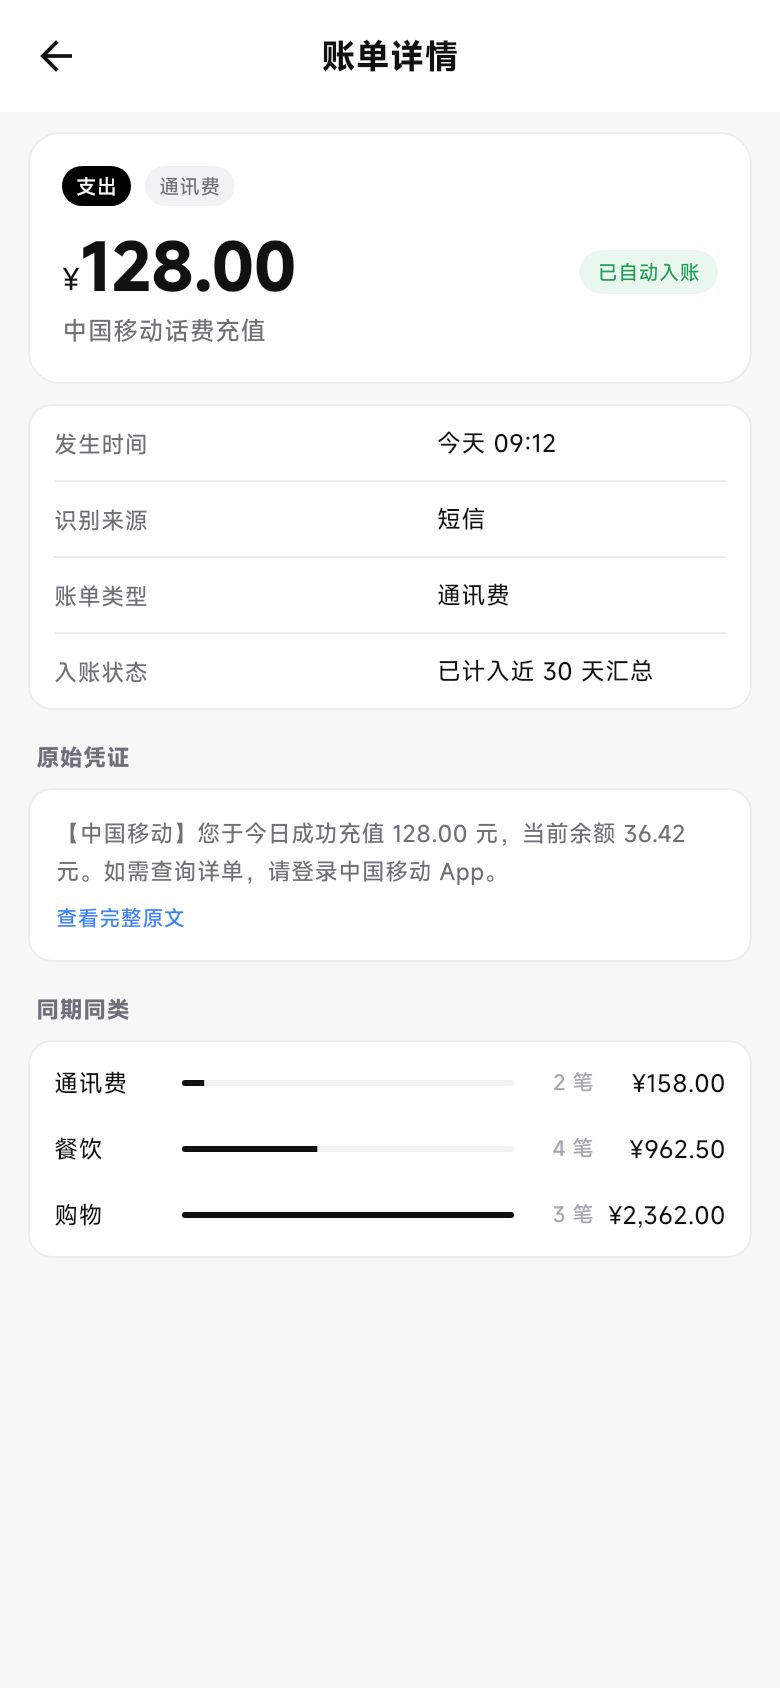 账单详情
支出 通讯费
¥128.00
已自动入账
中国移动话费充值
发生时间 今天 09:12
识别来源 短信
账单类型 通讯费
入账状态 已计入近 30 天汇总
原始凭证
【中国移动】您于今日成功充值 128.00 元，当前余额 36.42
元。如需查询详单，请登录中国移动 App。
查看完整原文
同期同类
通讯费 2 笔 ¥158.00
餐饮 4 笔 ¥962.50
购物 3 笔 ¥2,362.00